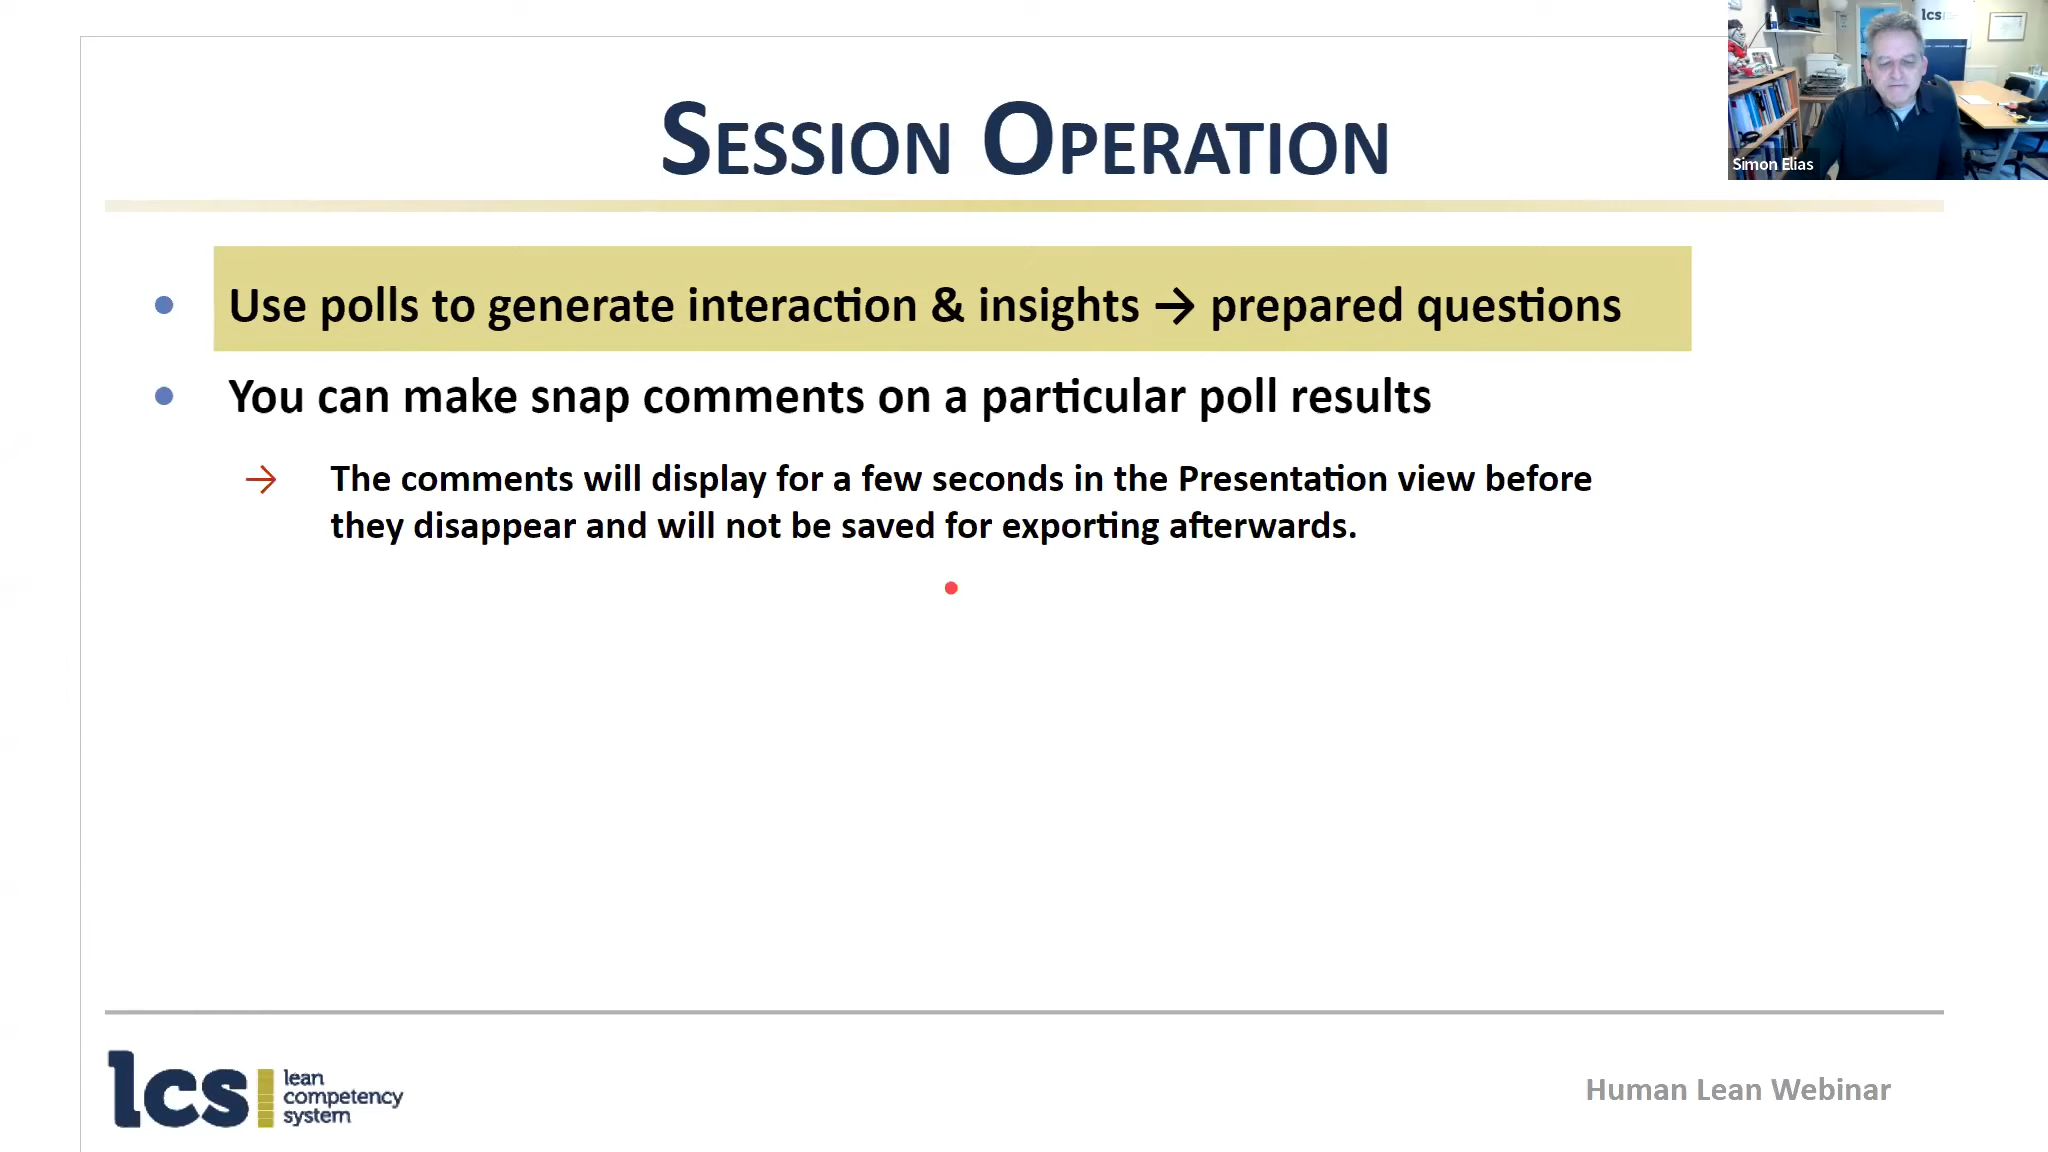 lcs
Simon Elias
SESSION OPERATION
• Use polls to generate interaction & insights → prepared questions
• You can make snap comments on a particular poll results
→ The comments will display for a few seconds in the Presentation view before
they disappear and will not be saved for exporting afterwards.
lcs
lean
competency
system
Human Lean Webinar